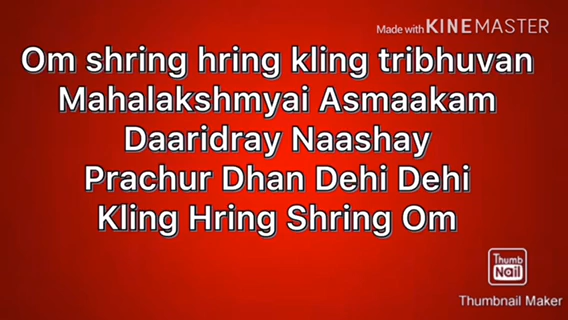 Made with KINEMASTER
Om shring hring kling tribhuvan
Mahalakshmyai Asmaakam
Daaridray Naashay
Prachur Dhan Dehi Dehi
Kling Hring Shring Om
Thumb
Nail
Thumbnail Maker